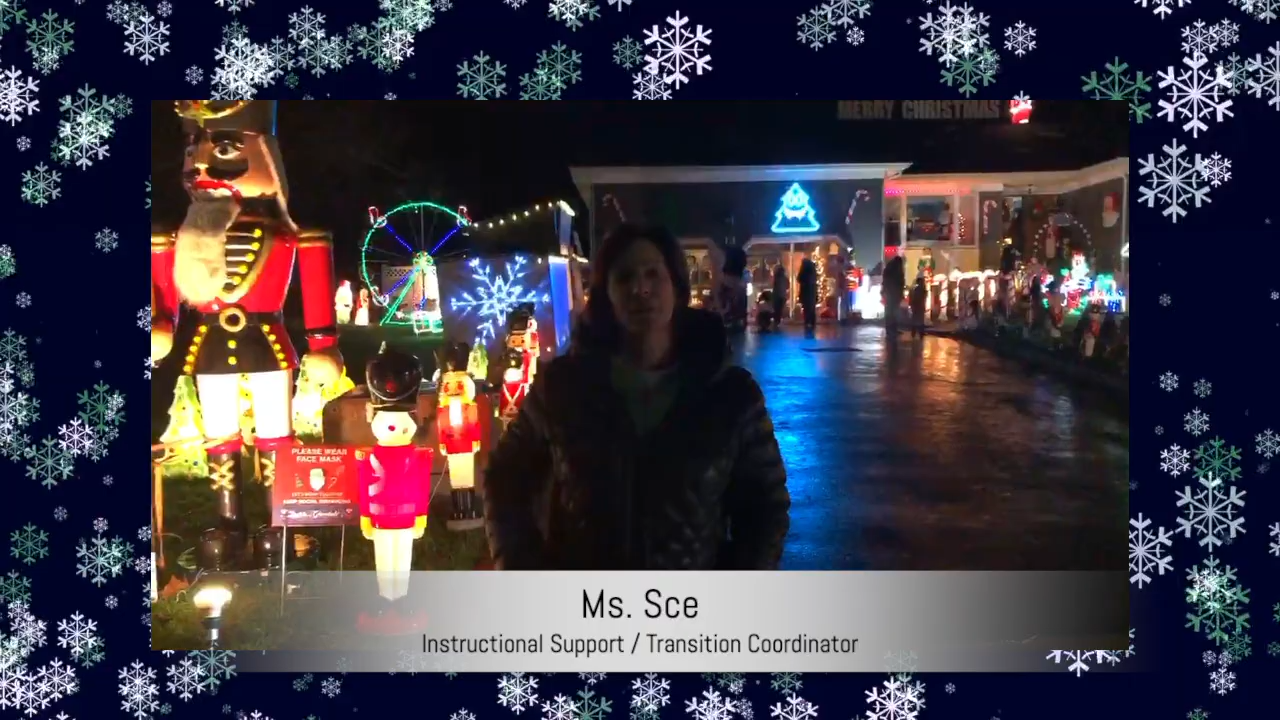 MERRY CHRISTMAS
PLEASE WEAR
FACE MASK
Ms. Sce
Instructional Support / Transition Coordinator